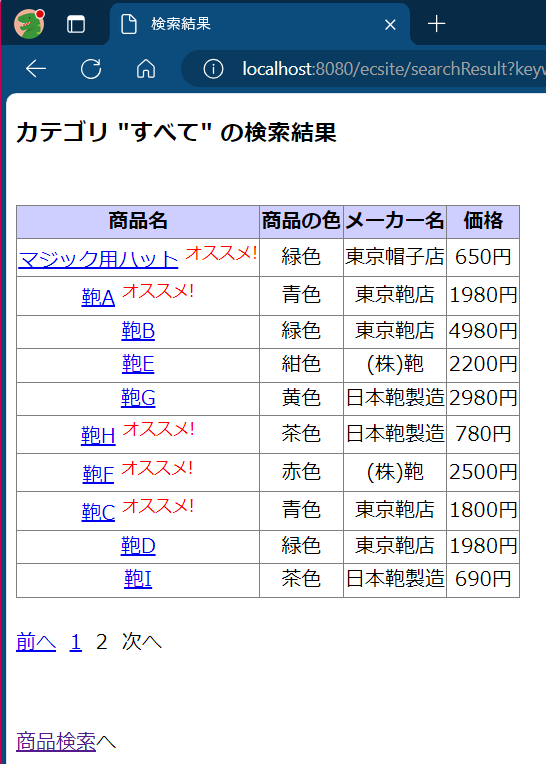 検索結果
localhost:8080/ecsite/searchResult?keyw
カテゴリ "すべて" の検索結果
商品名 商品の色 メーカー名 価格
マジック用ハット オススメ! 緑色 東京帽子店 650円
鞄A オススメ! 青色 東京鞄店 1980円
鞄B 緑色 東京鞄店 4980円
鞄E 紺色 (株)鞄 2200円
鞄G 黄色 日本鞄製造 2980円
鞄H オススメ! 茶色 日本鞄製造 780円
鞄F オススメ! 赤色 (株)鞄 2500円
鞄C オススメ! 青色 東京鞄店 1800円
鞄D 緑色 東京鞄店 1980円
鞄I 茶色 日本鞄製造 690円
前へ 1 2 次へ
商品検索へ